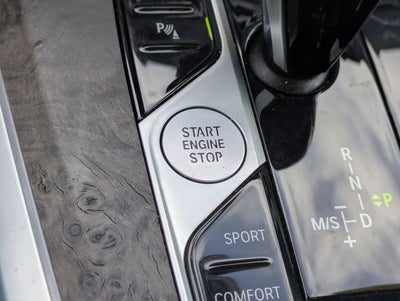 P
START
ENGINE
STOP
SPORT
COMFORT
R
N
P
M/S
D
+